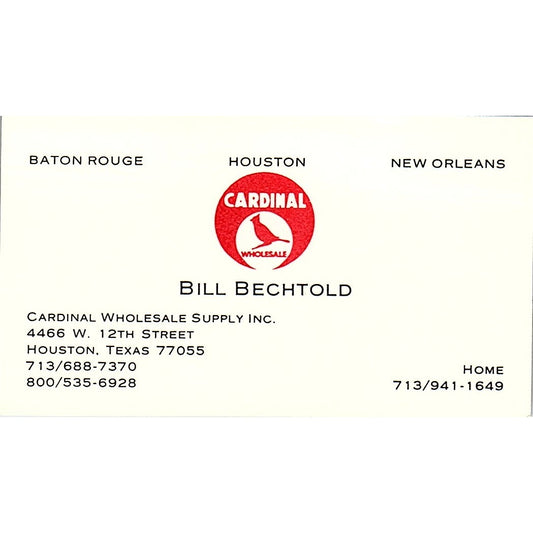 BATON ROUGE HOUSTON NEW ORLEANS
CARDINAL
WHOLESALE
BILL BECHTOLD
CARDINAL WHOLESALE SUPPLY INC.
4466 W. 12TH STREET
HOUSTON, TEXAS 77055
713/688-7370
800/535-6928
HOME
713/941-1649